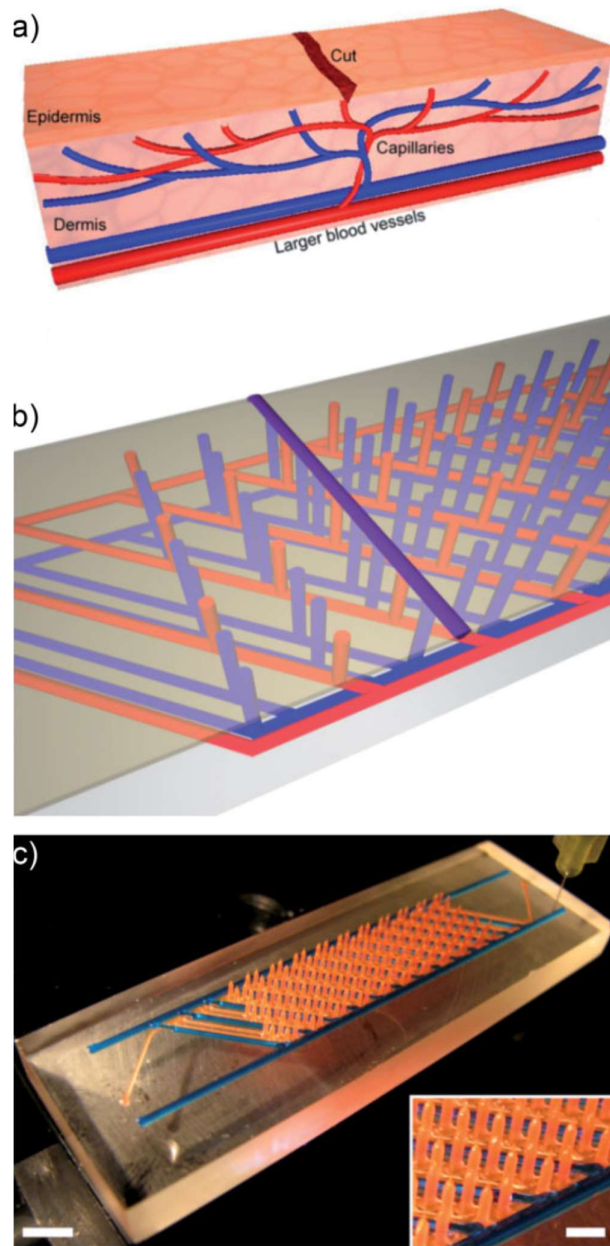 a)
Cut
Epidermis
Capillaries
Dermis
Larger blood vessels
b)
c)